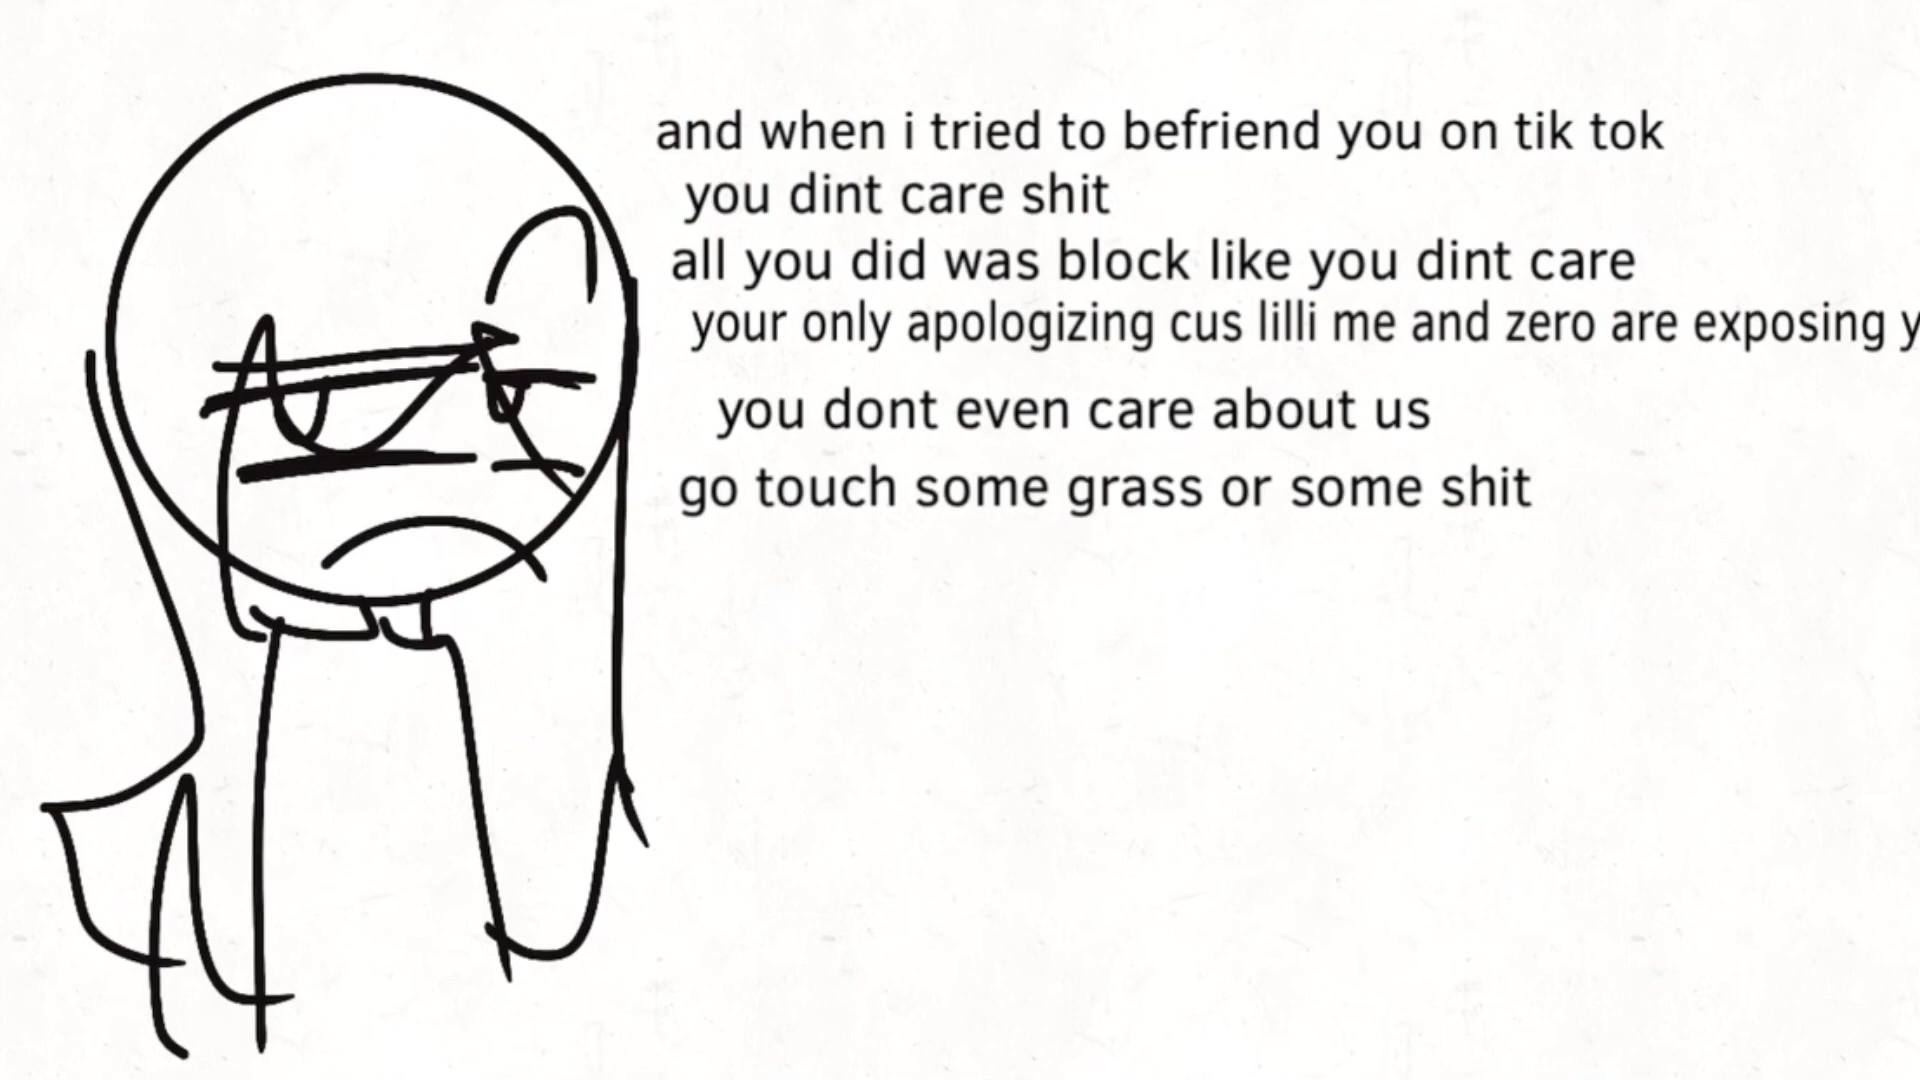 and when i tried to befriend you on tik tok
you dint care shit
all you did was block like you dint care
your only apologizing cus lilli me and zero are exposing y
you dont even care about us
go touch some grass or some shit